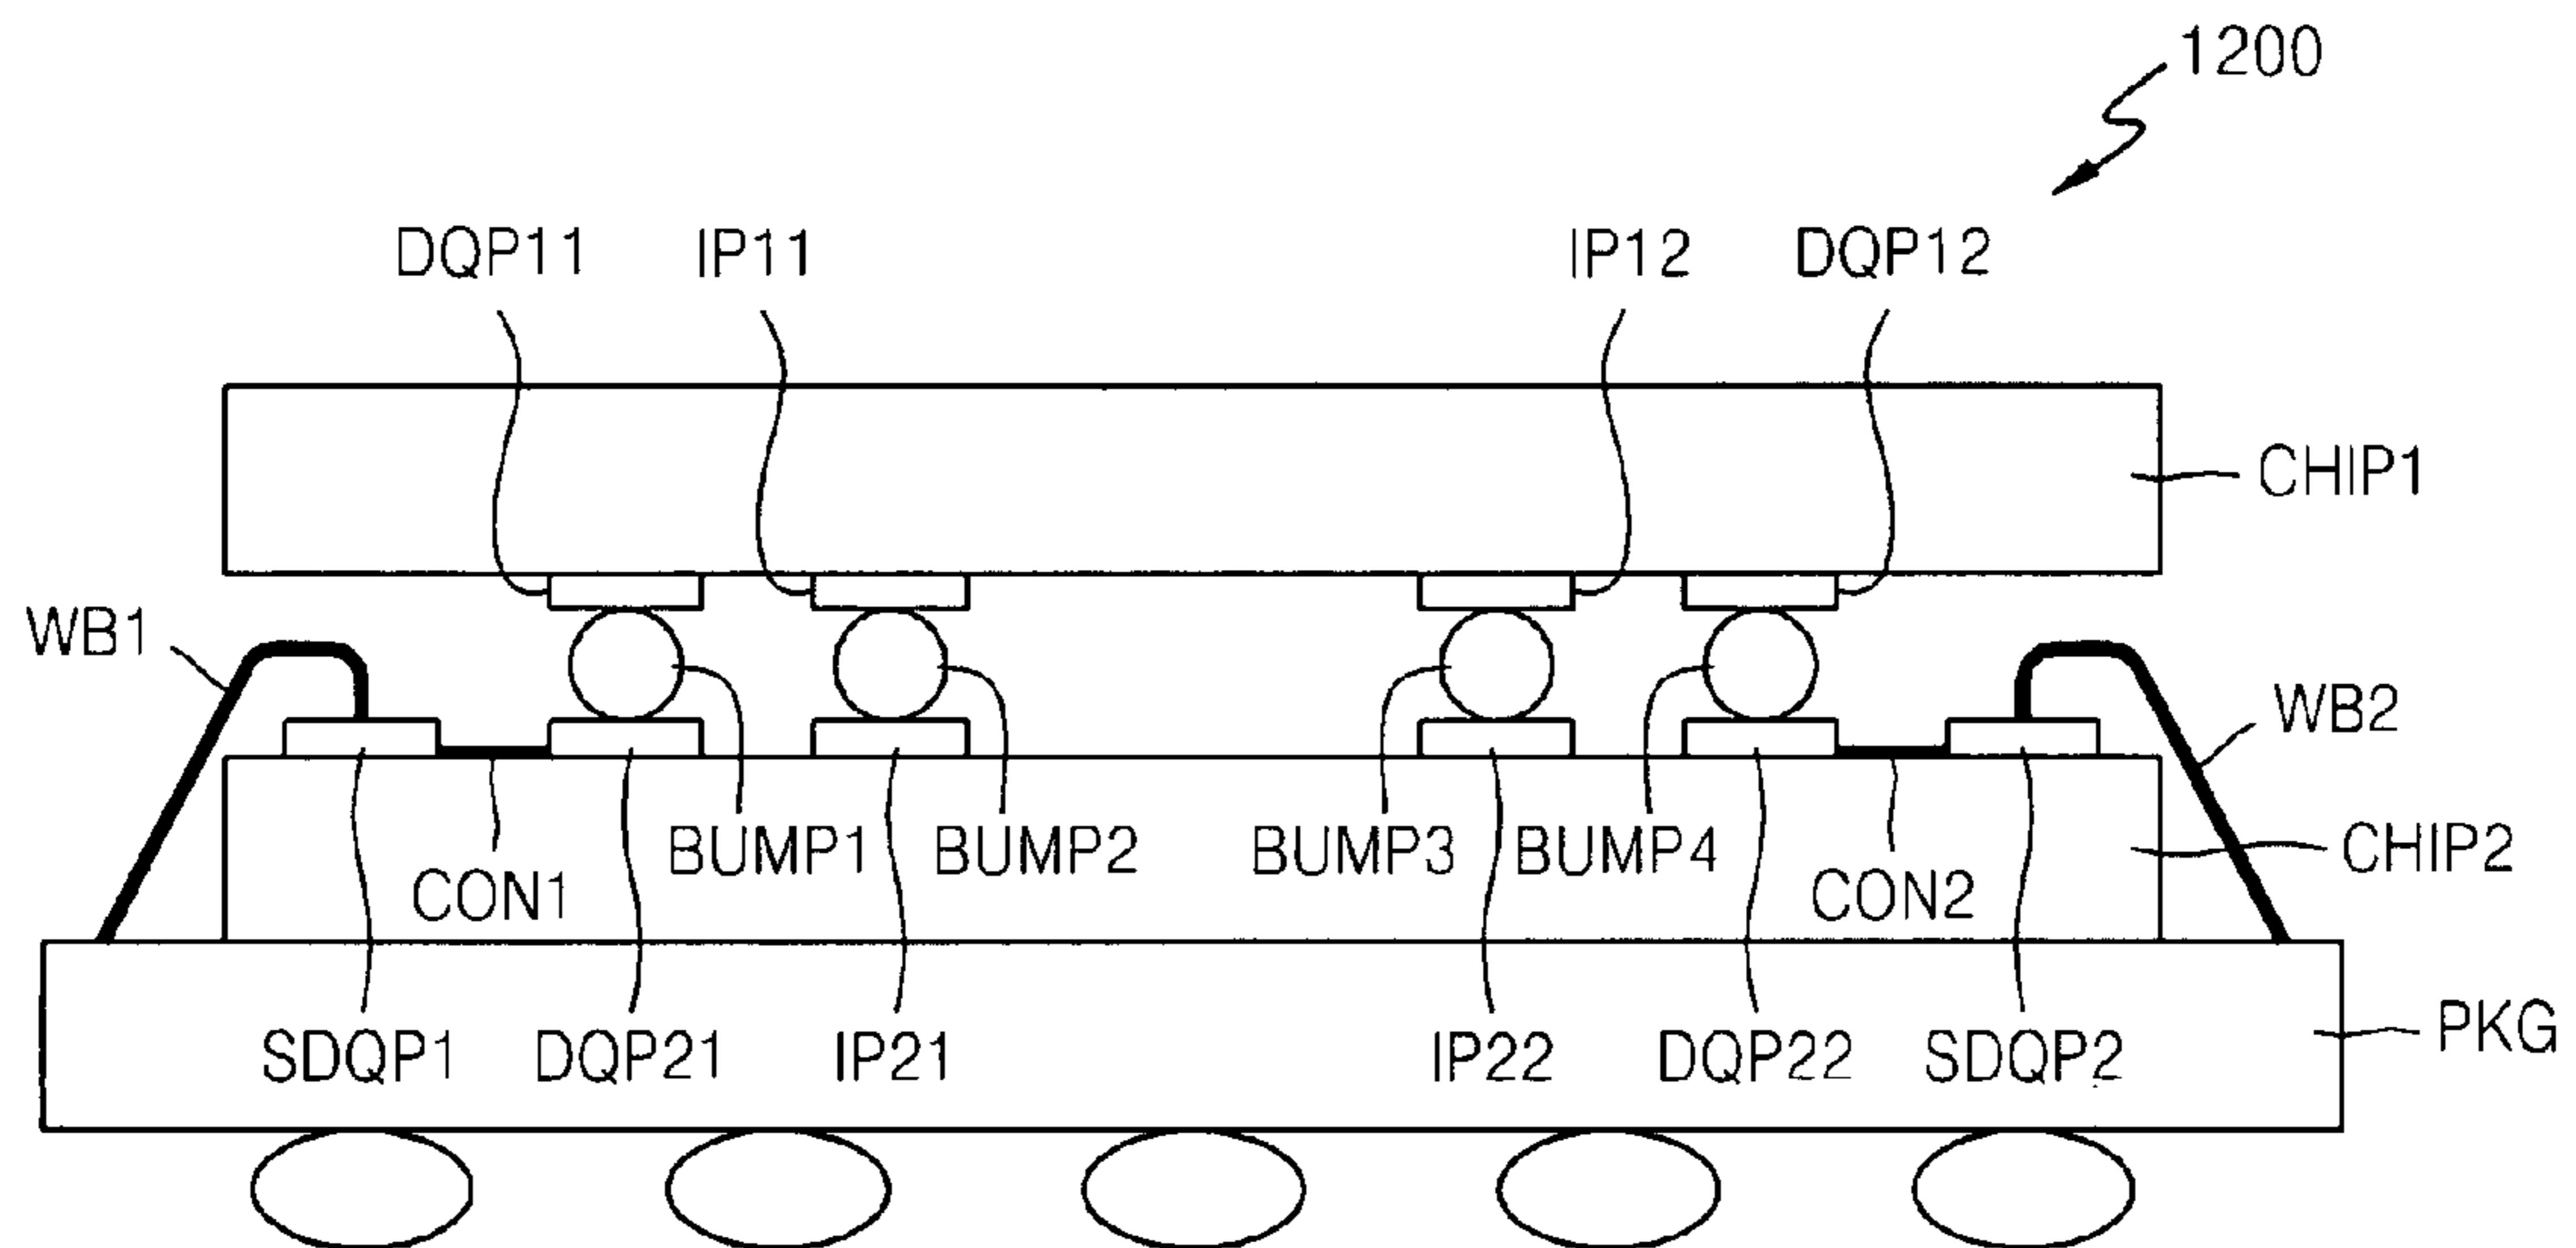 1200
DQP11 IP11 IP12 DQP12
CHIP1
WB1
WB2
BUMP1 BUMP2 BUMP3 BUMP4 CHIP2
CON1 CON2
SDQP1 DQP21 IP21 IP22 DQP22 SDQP2 PKG